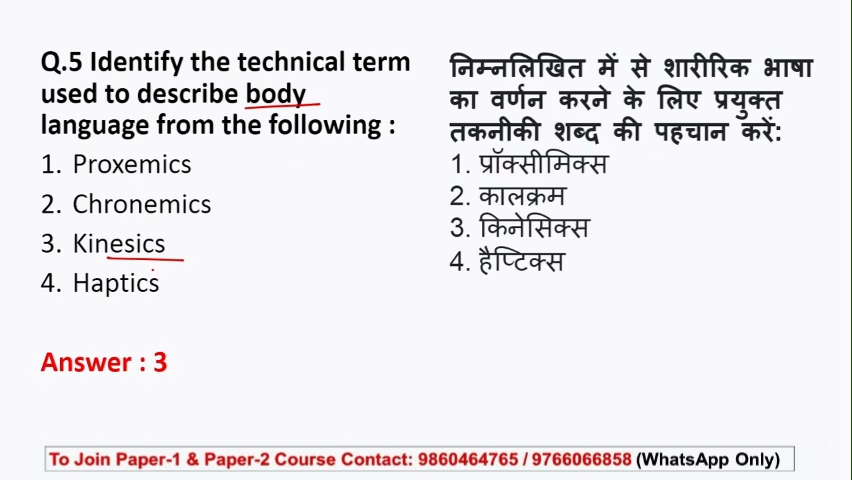 Q.5 Identify the technical term
used to describe body
language from the following :
1. Proxemics
2. Chronemics
3. Kinesics
4. Haptics
Answer : 3
निम्नलिखित में से शारीरिक भाषा
का वर्णन करने के लिए प्रयुक्त
तकनीकी शब्द की पहचान करें:
1. प्रॉक्सीमिक्स
2. कालक्रम
3. किनेसिक्स
4. हैप्टिक्स
To Join Paper-1 & Paper-2 Course Contact: 9860464765 / 9766066858 (WhatsApp Only)